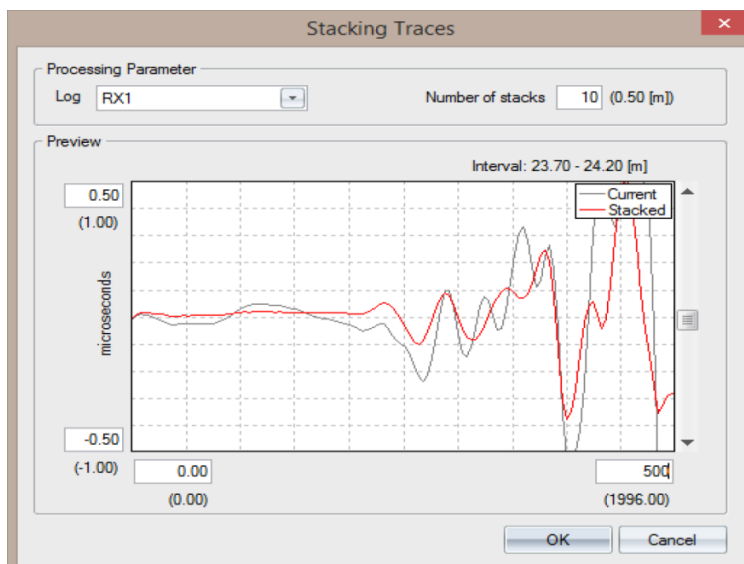 Stacking Traces
Processing Parameter
Log RX1 Number of stacks 10 (0.50 [m])
Preview
Interval: 23.70 - 24.20 [m]
0.50
(1.00)
Current
Stacked
microseconds
-0.50
(-1.00)
0.00 500
(0.00) (1996.00)
OK Cancel